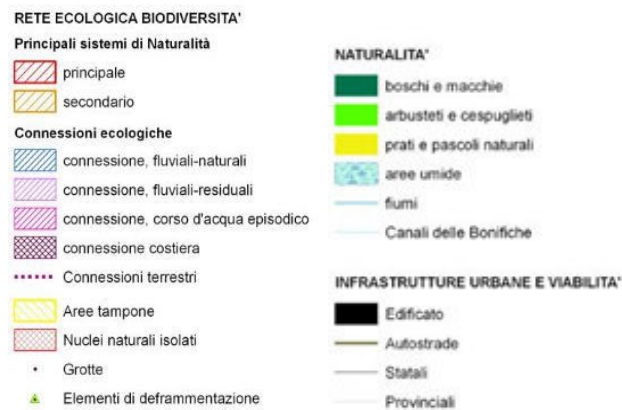 RETE ECOLOGICA BIODIVERSITA'
Principali sistemi di Naturalità
principale
secondario
Connessioni ecologiche
connessione, fluviali-naturali
connessione, fluviali-residuali
connessione, corso d'acqua episodico
connessione costiera
Connessioni terrestri
Aree tampone
Nuclei naturali isolati
Grotte
Elementi di deframmentazione
NATURALITA'
boschi e macchie
arbusteti e cespuglieti
prati e pascoli naturali
aree umide
fiumi
Canali delle Bonifiche
INFRASTRUTTURE URBANE E VIABILITA'
Edificato
Autostrade
Statali
Provinciali